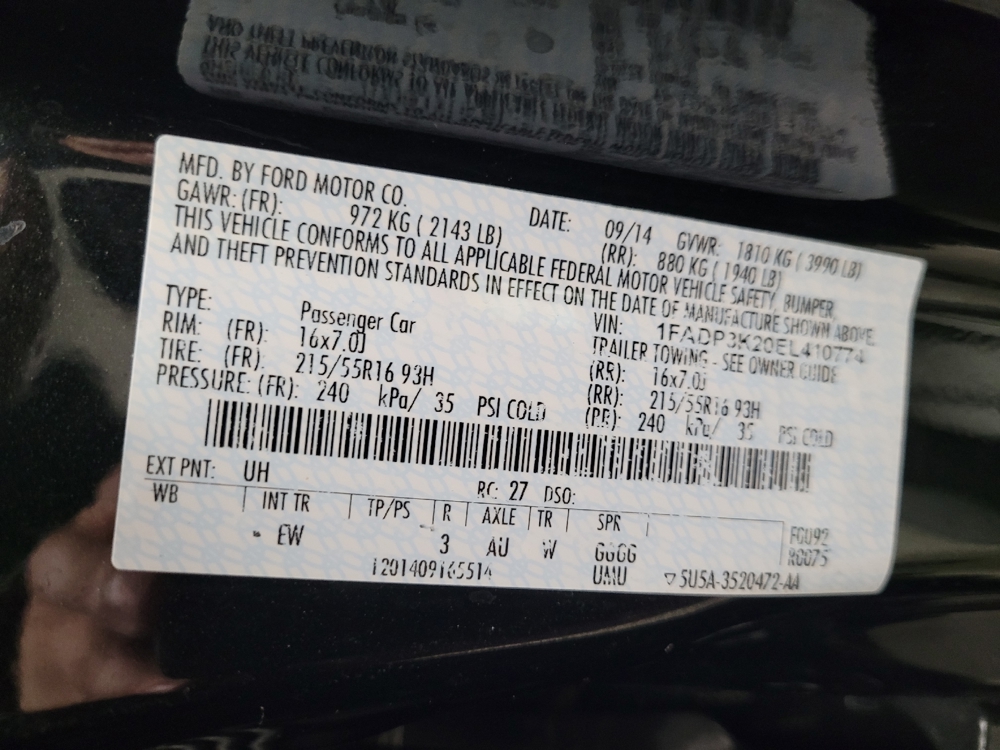 MFD. BY FORD MOTOR CO. DATE: 09/14 GVWR: 1810 KG ( 3990 LB)
GAWR: (FR): 972 KG ( 2143 LB) (RR): 880 KG ( 1940 LB)
THIS VEHICLE CONFORMS TO ALL APPLICABLE FEDERAL MOTOR VEHICLE SAFETY, BUMPER,
AND THEFT PREVENTION STANDARDS IN EFFECT ON THE DATE OF MANUFACTURE SHOWN ABOVE.
VIN: 1FADP3K20EL410774
TYPE: Passenger Car TRAILER TOWING - SEE OWNER GUIDE
RIM: (FR): 16x7.0J (RR): 16x7.0J
TIRE: (FR): 215/55R16 93H (RR): 215/55R16 93H
PRESSURE: (FR): 240 kPa/ 35 PSI COLD (RR): 240 kPa/ 35 PSI COLD
EXT PNT: UH RC: 27 DSO:
WB INT TR TP/PS R AXLE TR SPR
EW 3 AU W GGGG
UMU
▽ 5U5A-3520472-AA